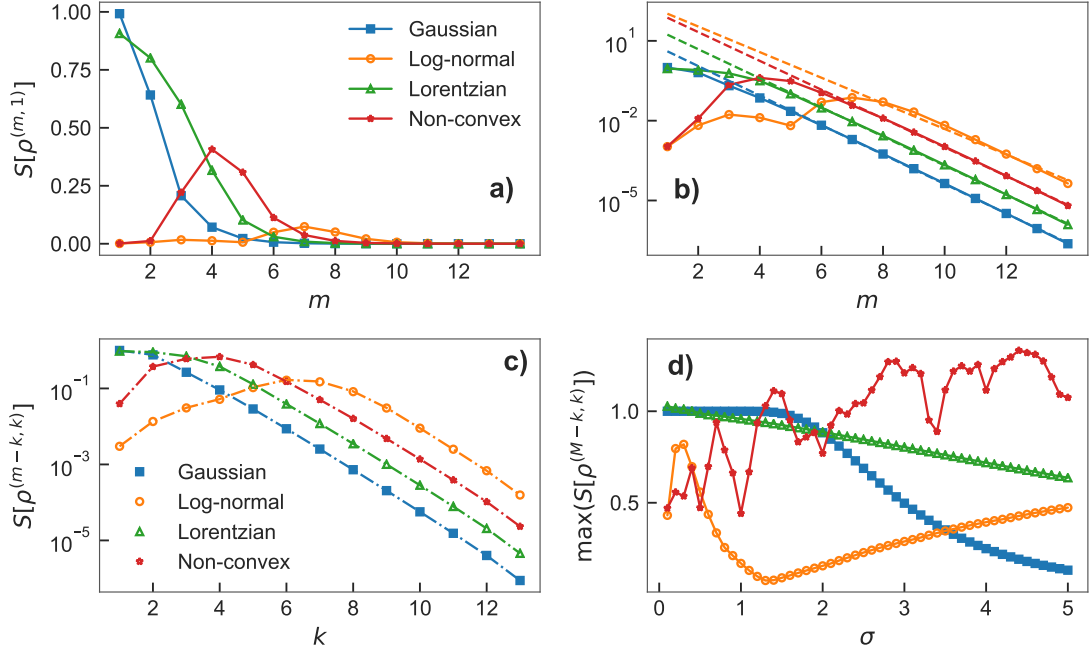 1.00
0.75
0.50
0.25
0.00
S[ρ^(m, 1)]
Gaussian
Log-normal
Lorentzian
Non-convex
a)
2 4 6 8 10 12
m
10^1
10^−2
10^−5
b)
2 4 6 8 10 12
m
10^−1
10^−3
10^−5
S[ρ^(m−k, k)]
c)
Gaussian
Log-normal
Lorentzian
Non-convex
2 4 6 8 10 12
k
1.0
0.5
max(S[ρ^(M−k, k)])
d)
0 1 2 3 4 5
σ